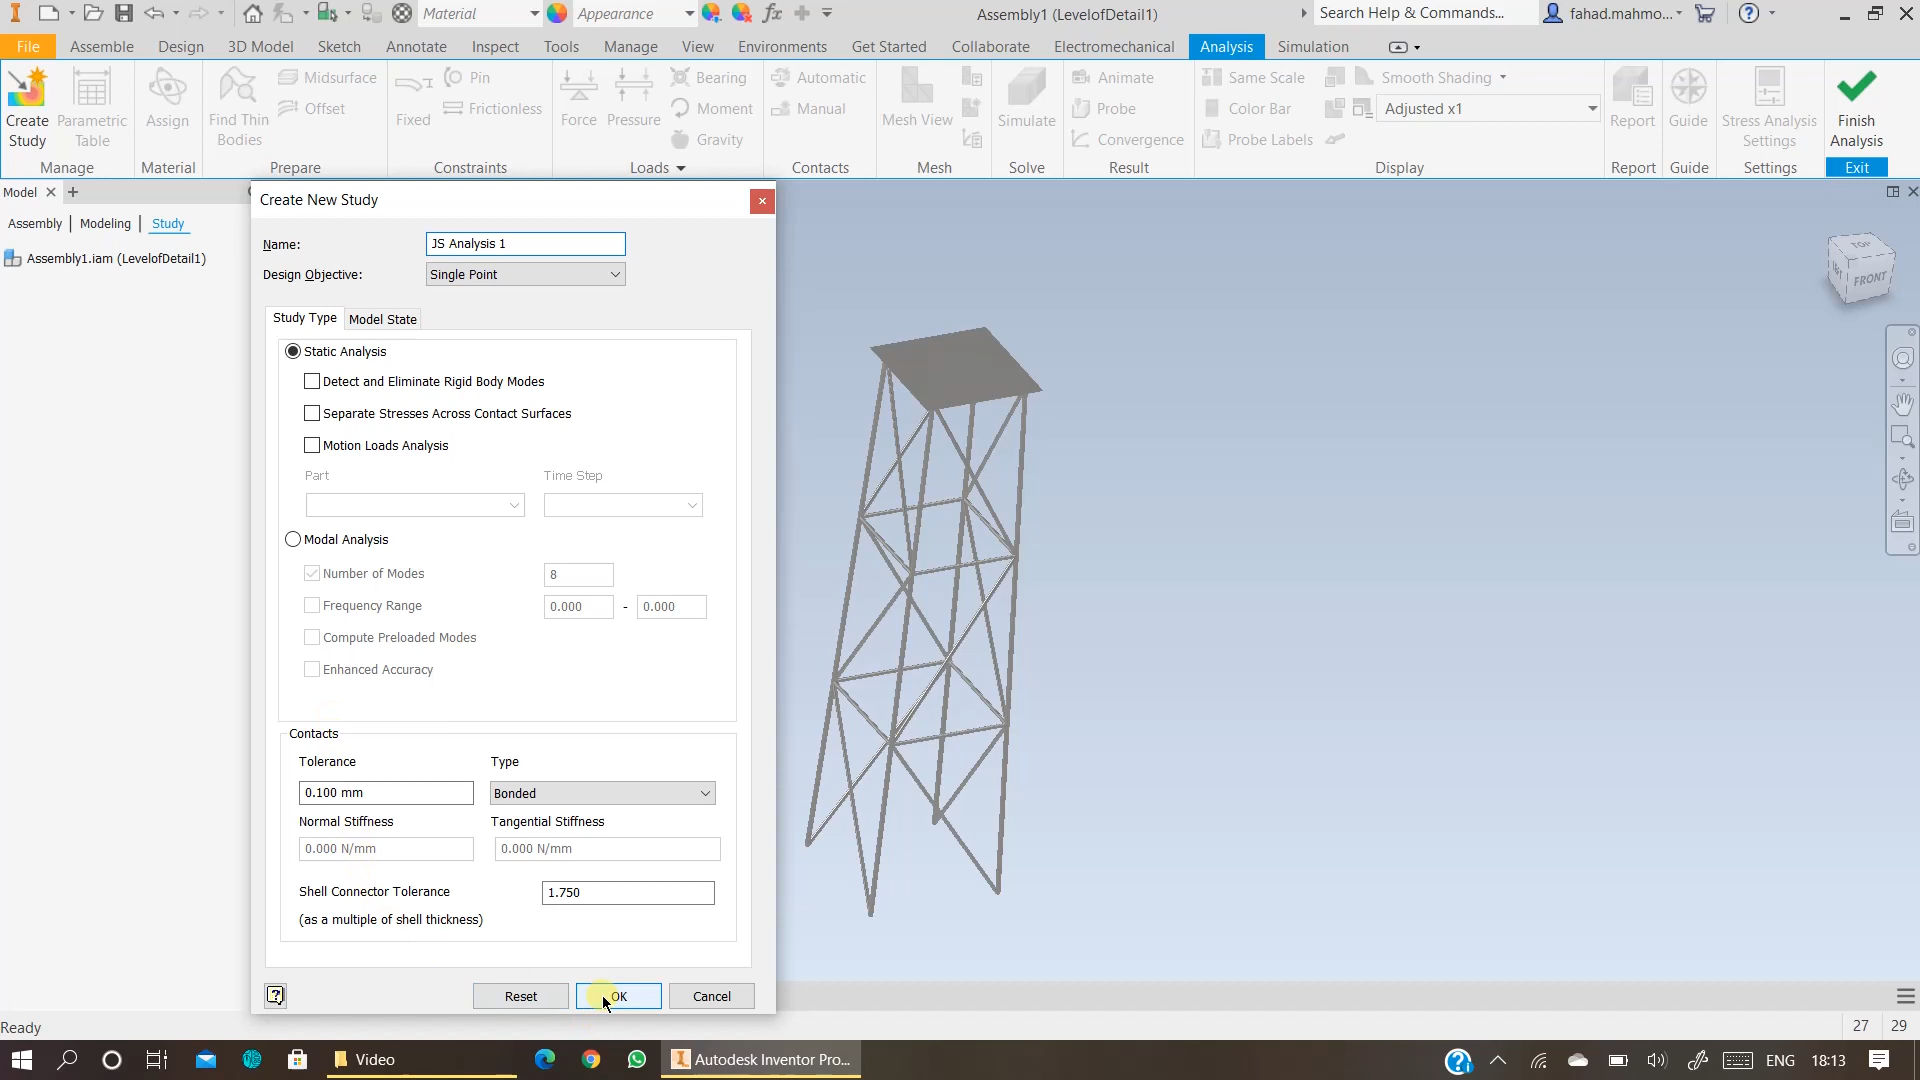 Material
Appearance
Assembly1 (LevelofDetail1)
Search Help & Commands...
fahad.mahmo...
File
Assemble
Design
3D Model
Sketch
Annotate
Inspect
Tools
Manage
View
Environments
Get Started
Collaborate
Electromechanical
Analysis
Simulation
Create Study
Parametric Table
Manage
Assign
Material
Find Thin Bodies
Midsurface
Offset
Prepare
Fixed
Pin
Frictionless
Constraints
Force
Pressure
Bearing
Moment
Gravity
Loads
Automatic
Manual
Contacts
Mesh View
Mesh
Simulate
Solve
Animate
Probe
Convergence
Result
Same Scale
Color Bar
Probe Labels
Smooth Shading
Adjusted x1
Display
Report
Report
Guide
Guide
Stress Analysis Settings
Settings
Finish Analysis
Exit
Model
Assembly
Modeling
Study
Assembly1.iam (LevelofDetail1)
Create New Study
Name:
JS Analysis 1
Design Objective:
Single Point
Study Type
Model State
Static Analysis
Detect and Eliminate Rigid Body Modes
Separate Stresses Across Contact Surfaces
Motion Loads Analysis
Part
Time Step
Modal Analysis
Number of Modes
8
Frequency Range
0.000 - 0.000
Compute Preloaded Modes
Enhanced Accuracy
Contacts
Tolerance
Type
0.100 mm
Bonded
Normal Stiffness
Tangential Stiffness
0.000 N/mm
0.000 N/mm
Shell Connector Tolerance
1.750
(as a multiple of shell thickness)
Reset
OK
Cancel
TOP
FRONT
Ready
27
29
Video
Autodesk Inventor Pro...
ENG
18:13